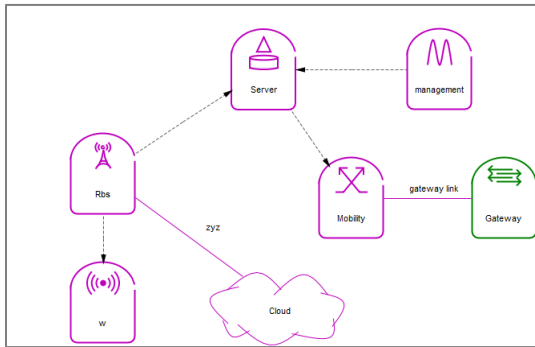 Server
management
Rbs
gateway link
Mobility
Gateway
zyz
Cloud
w